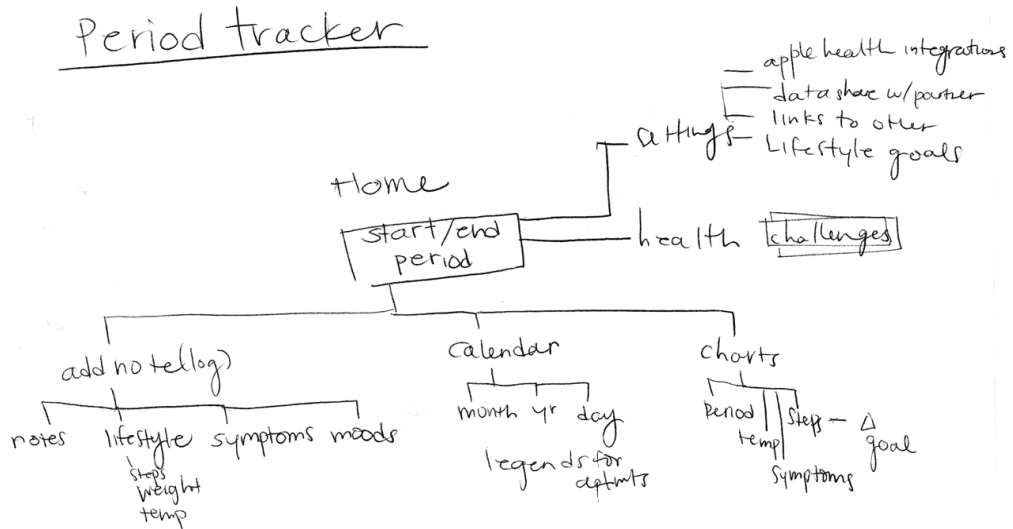 Period tracker
apple health integrations
data share w/partner
links to other
settings
Lifestyle goals
Home
start/end
period
health challenges
add note(log)
calendar
charts
notes
lifestyle
symptoms
moods
steps
weight
temp
month
yr
day
legends for
aptmts
period
temp
symptoms
steps — Δ
goal